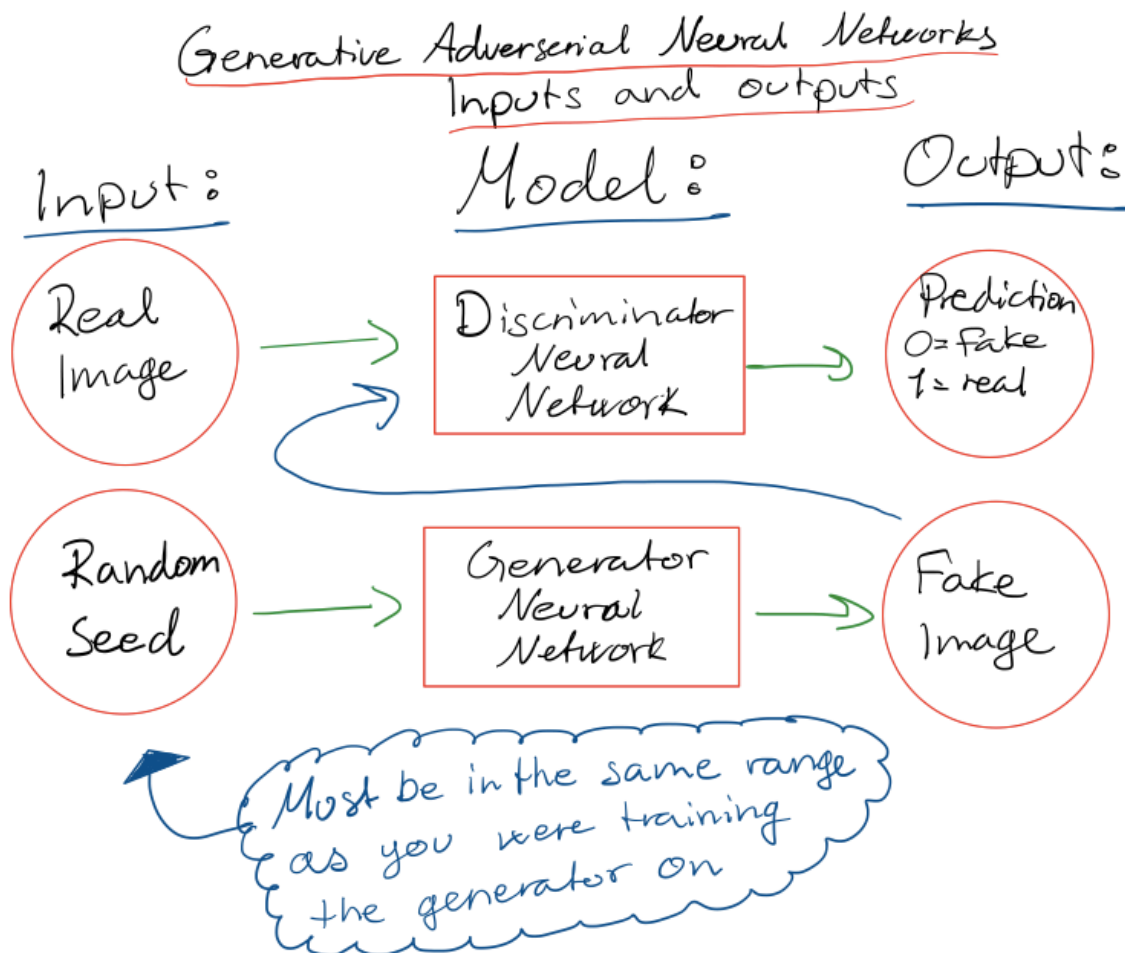 Generative Adverserial Neural Networks
Inputs and outputs
Input:
Model:
Output:
Real
Image
Discriminator
Neural
Network
Prediction
0=Fake
1=real
Random
Seed
Generator
Neural
Network
Fake
Image
Must be in the same range
as you were training
the generator on